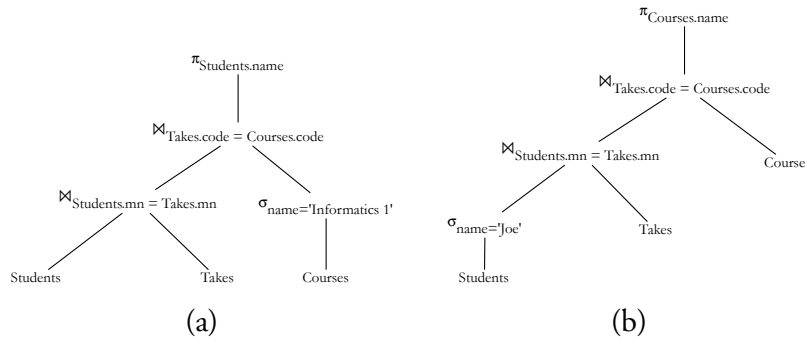 πStudents.name
⋈Takes.code = Courses.code
⋈Students.mn = Takes.mn
σname='Informatics 1'
Students
Takes
Courses
(a)
πCourses.name
⋈Takes.code = Courses.code
⋈Students.mn = Takes.mn
Course
σname='Joe'
Takes
Students
(b)